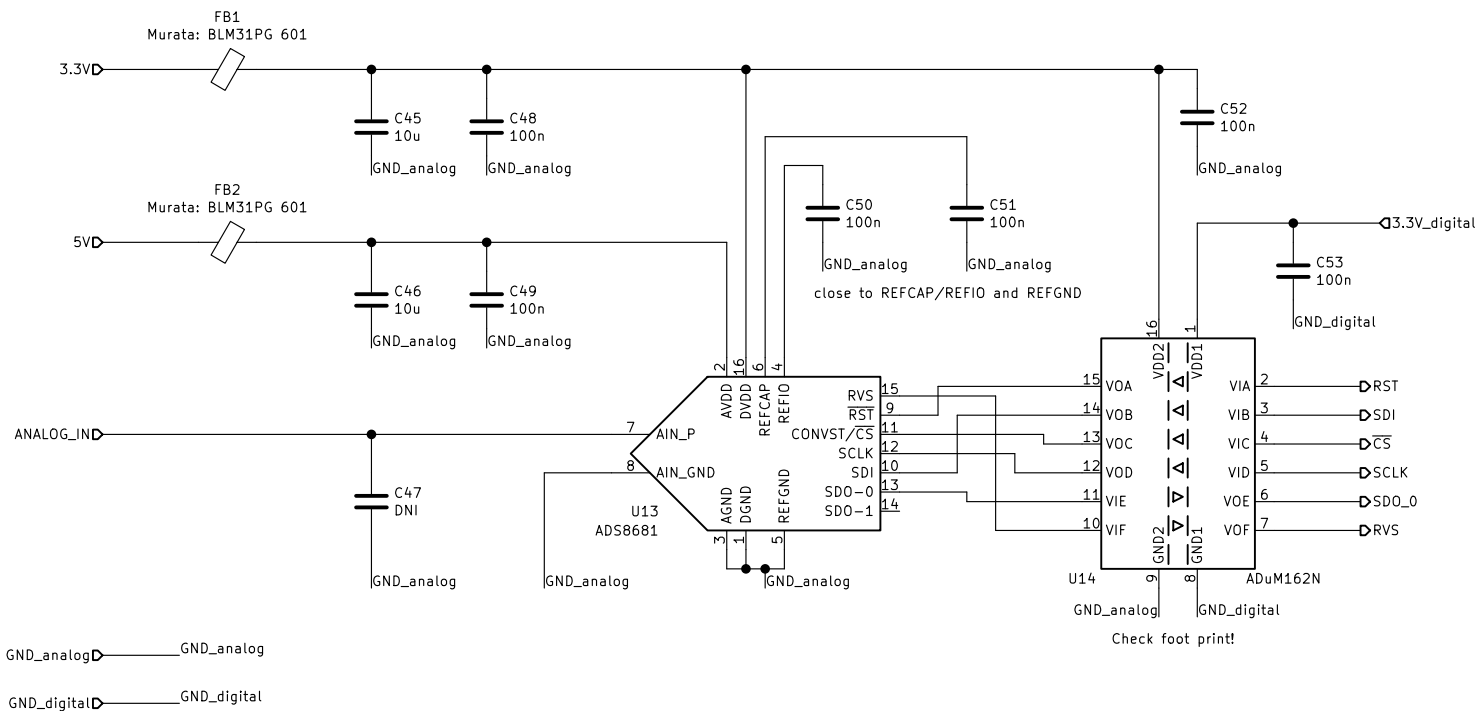 FB1
Murata: BLM31PG 601
3.3V
C45
10u
GND_analog
C48
100n
GND_analog
C52
100n
GND_analog
FB2
Murata: BLM31PG 601
5V
C46
10u
GND_analog
C49
100n
GND_analog
C50
100n
GND_analog
C51
100n
GND_analog
close to REFCAP/REFIO and REFGND
3.3V_digital
C53
100n
GND_digital
ANALOG_IN
C47
DNI
GND_analog
GND_analog
2
16
6
4
AVDD
DVDD
REFCAP
REFIO
7
AIN_P
8
AIN_GND
RVS
15
RST
9
CONVST/CS
11
SCLK
12
SDI
10
SDO-0
13
SDO-1
14
AGND
DGND
REFGND
3
1
5
U13
ADS8681
GND_analog
16
1
VDD2
VDD1
15
VOA
VIA
2
RST
14
VOB
VIB
3
SDI
13
VOC
VIC
4
CS
12
VOD
VID
5
SCLK
11
VIE
VOE
6
SDO_0
10
VIF
VOF
7
RVS
GND2
GND1
U14
9
8
ADuM162N
GND_analog
GND_digital
Check foot print!
GND_analog
GND_analog
GND_digital
GND_digital